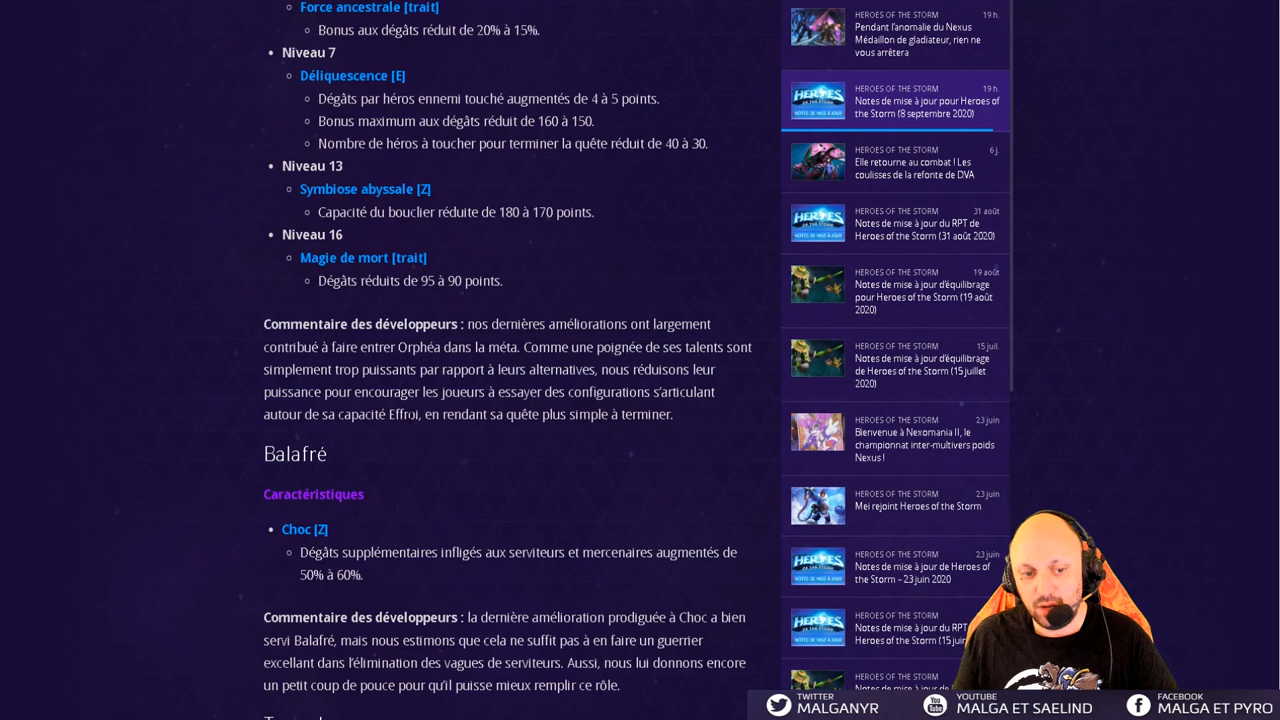 Force ancestrale [trait]
Bonus aux dégâts réduit de 20% à 15%.
Niveau 7
Déliquescence [E]
Dégâts par héros ennemi touché augmentés de 4 à 5 points.
Bonus maximum aux dégâts réduit de 160 à 150.
Nombre de héros à toucher pour terminer la quête réduit de 40 à 30.
Niveau 13
Symbiose abyssale [Z]
Capacité du bouclier réduite de 180 à 170 points.
Niveau 16
Magie de mort [trait]
Dégâts réduits de 95 à 90 points.
Commentaire des développeurs : nos dernières améliorations ont largement
contribué à faire entrer Orphéa dans la méta. Comme une poignée de ses talents sont
simplement trop puissants par rapport à leurs alternatives, nous réduisons leur
puissance pour encourager les joueurs à essayer des configurations s'articulant
autour de sa capacité Effroi, en rendant sa quête plus simple à terminer.
Balafré
Caractéristiques
Choc [Z]
Dégâts supplémentaires infligés aux serviteurs et mercenaires augmentés de
50% à 60%.
Commentaire des développeurs : la dernière amélioration prodiguée à Choc a bien
servi Balafré, mais nous estimons que cela ne suffit pas à en faire un guerrier
excellant dans l'élimination des vagues de serviteurs. Aussi, nous lui donnons encore
un petit coup de pouce pour qu'il puisse mieux remplir ce rôle.
HEROES OF THE STORM 19 h.
Pendant l'anomalie du Nexus
Médaillon de gladiateur, rien ne
vous arrêtera
HEROES OF THE STORM 19 h.
Notes de mise à jour pour Heroes of
the Storm (8 septembre 2020)
HEROES OF THE STORM 6 j.
Elle retourne au combat ! Les
coulisses de la refonte de DVA
HEROES OF THE STORM 31 août
Notes de mise à jour du RPT de
Heroes of the Storm (31 août 2020)
HEROES OF THE STORM 19 août
Notes de mise à jour d'équilibrage
pour Heroes of the Storm (19 août
2020)
HEROES OF THE STORM 15 juil.
Notes de mise à jour d'équilibrage
de Heroes of the Storm (15 juillet
2020)
HEROES OF THE STORM 23 juin
Bienvenue à Nexomania II, le
championnat inter-multivers poids
Nexus !
HEROES OF THE STORM 23 juin
Mei rejoint Heroes of the Storm
HEROES OF THE STORM 23 juin
Notes de mise à jour de Heroes of
the Storm – 23 juin 2020
HEROES OF THE STORM
Notes de mise à jour du RPT
Heroes of the Storm (15 juin
HEROES OF THE STORM
Notes de mise à jour de
TWITTER
MALGANYR
YOUTUBE
MALGA ET SAELIND
FACEBOOK
MALGA ET PYRO